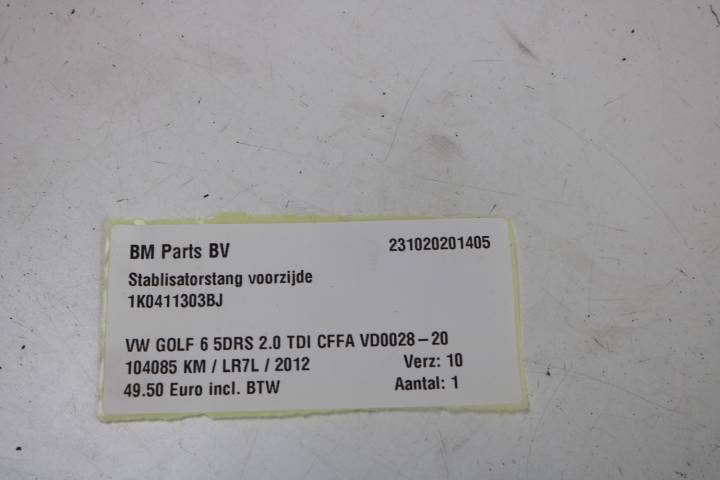 BM Parts BV 231020201405
Stablisatorstang voorzijde
1K0411303BJ
VW GOLF 6 5DRS 2.0 TDI CFFA VD0028-20
104085 KM / LR7L / 2012 Verz: 10
49.50 Euro incl. BTW Aantal: 1